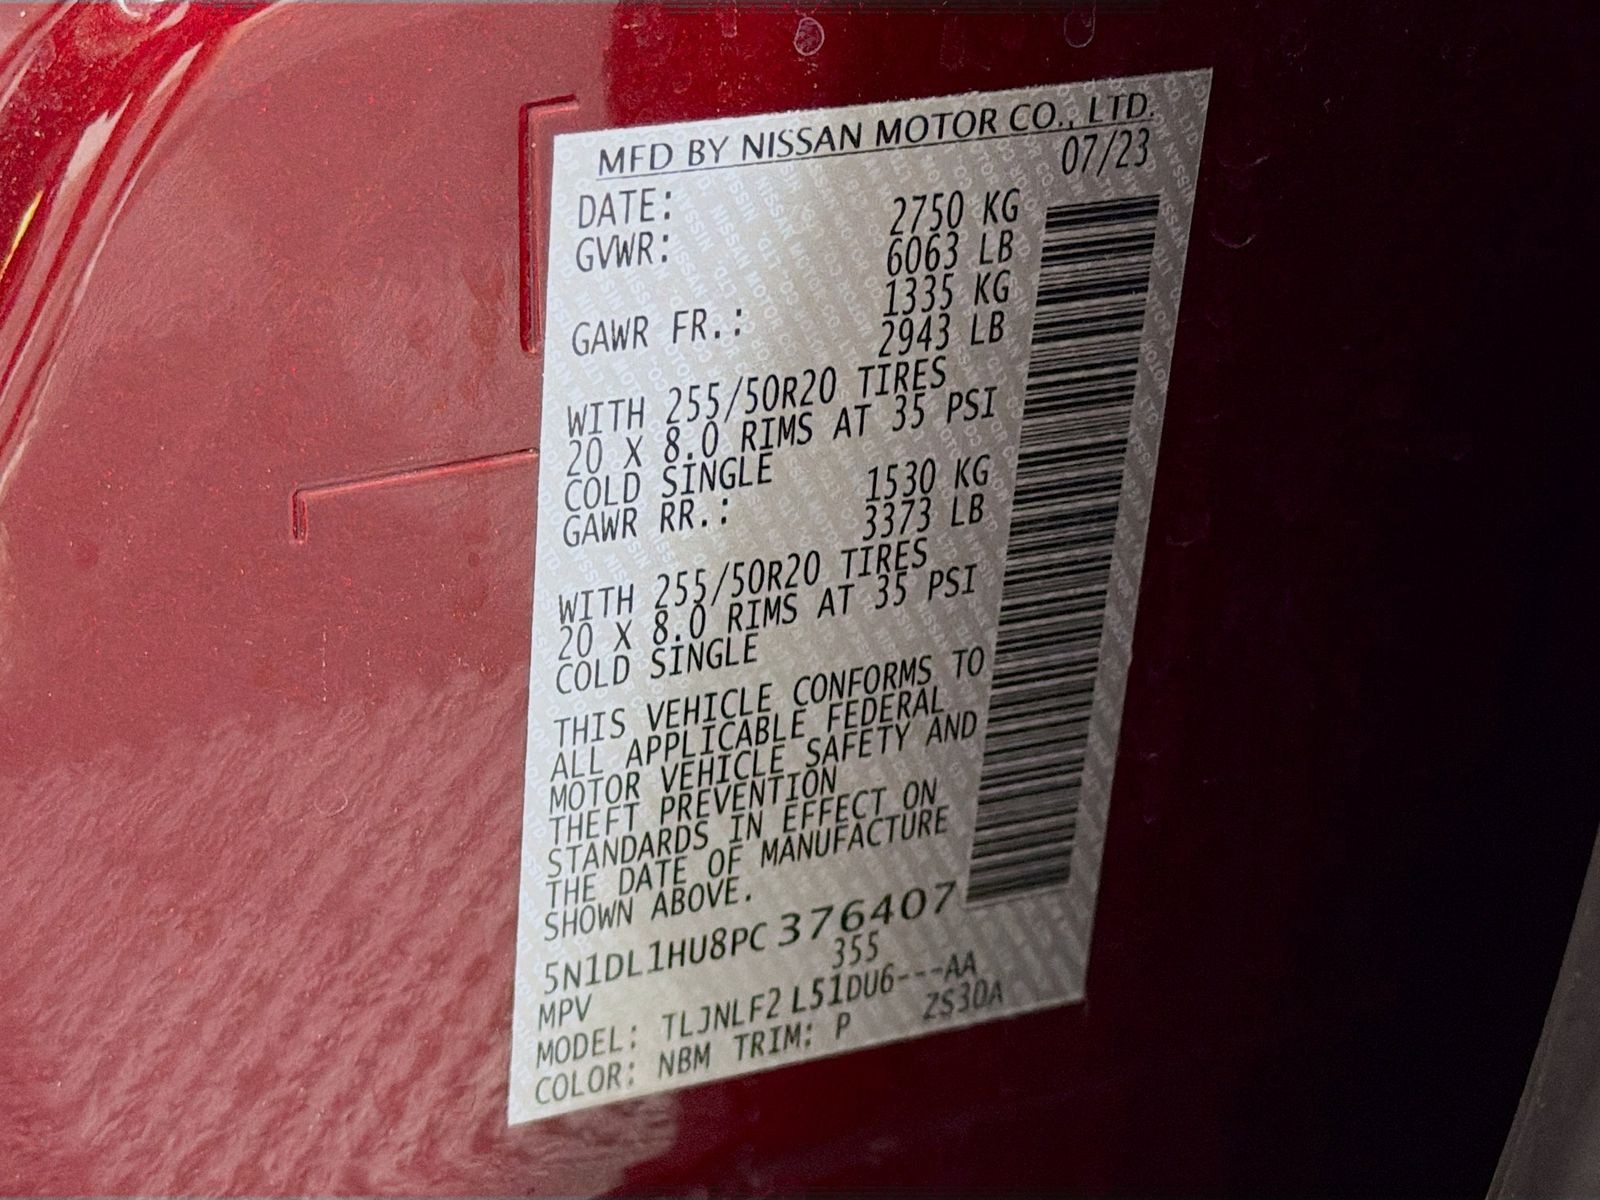 MFD BY NISSAN MOTOR CO., LTD.
DATE: 07/23
GVWR: 2750 KG
6063 LB
GAWR FR.: 1335 KG
2943 LB
WITH 255/50R20 TIRES
20 X 8.0 RIMS AT 35 PSI
COLD SINGLE
GAWR RR.: 1530 KG
3373 LB
WITH 255/50R20 TIRES
20 X 8.0 RIMS AT 35 PSI
COLD SINGLE
THIS VEHICLE CONFORMS TO
ALL APPLICABLE FEDERAL
MOTOR VEHICLE SAFETY AND
THEFT PREVENTION
STANDARDS IN EFFECT ON
THE DATE OF MANUFACTURE
SHOWN ABOVE.
5N1DL1HU8PC 376407
MPV 355
MODEL: TLJNLF2 L51DU6---AA
COLOR: NBM TRIM: P ZS30A